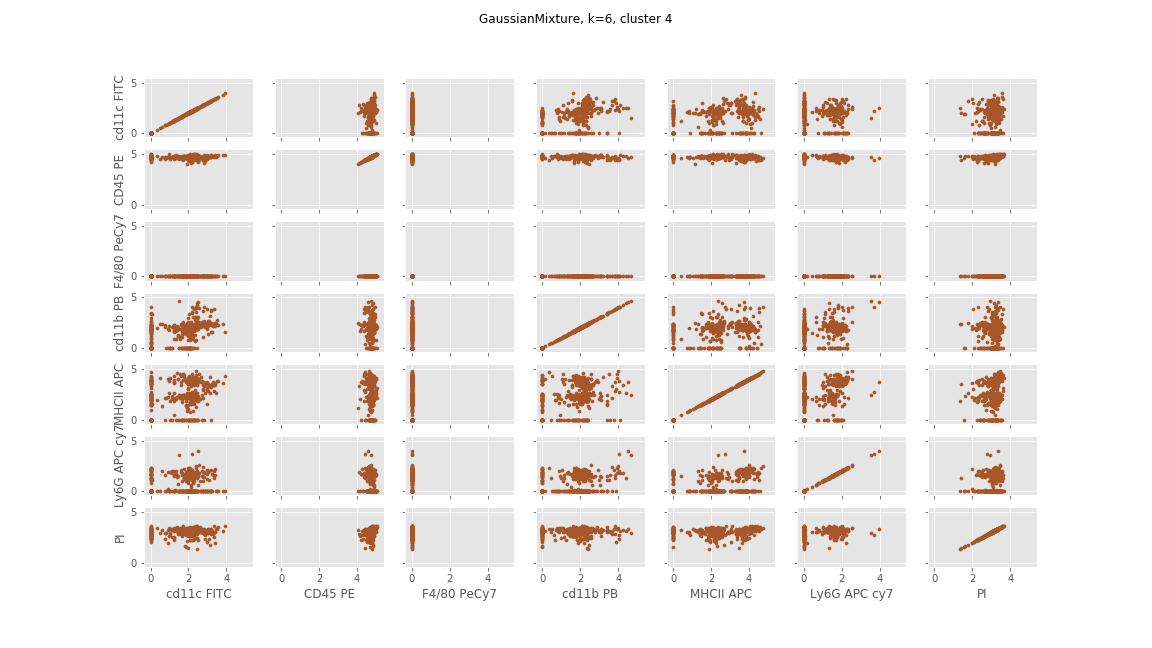 GaussianMixture, k=6, cluster 4
cd11c FITC
5
0
CD45 PE
5
0
F4/80 PeCy7
5
0
cd11b PB
5
0
MHCII APC
5
0
Ly6G APC cy7
5
0
PI
5
0
0 2 4 0 2 4 0 2 4 0 2 4 0 2 4 0 2 4 0 2 4
cd11c FITC CD45 PE F4/80 PeCy7 cd11b PB MHCII APC Ly6G APC cy7 PI